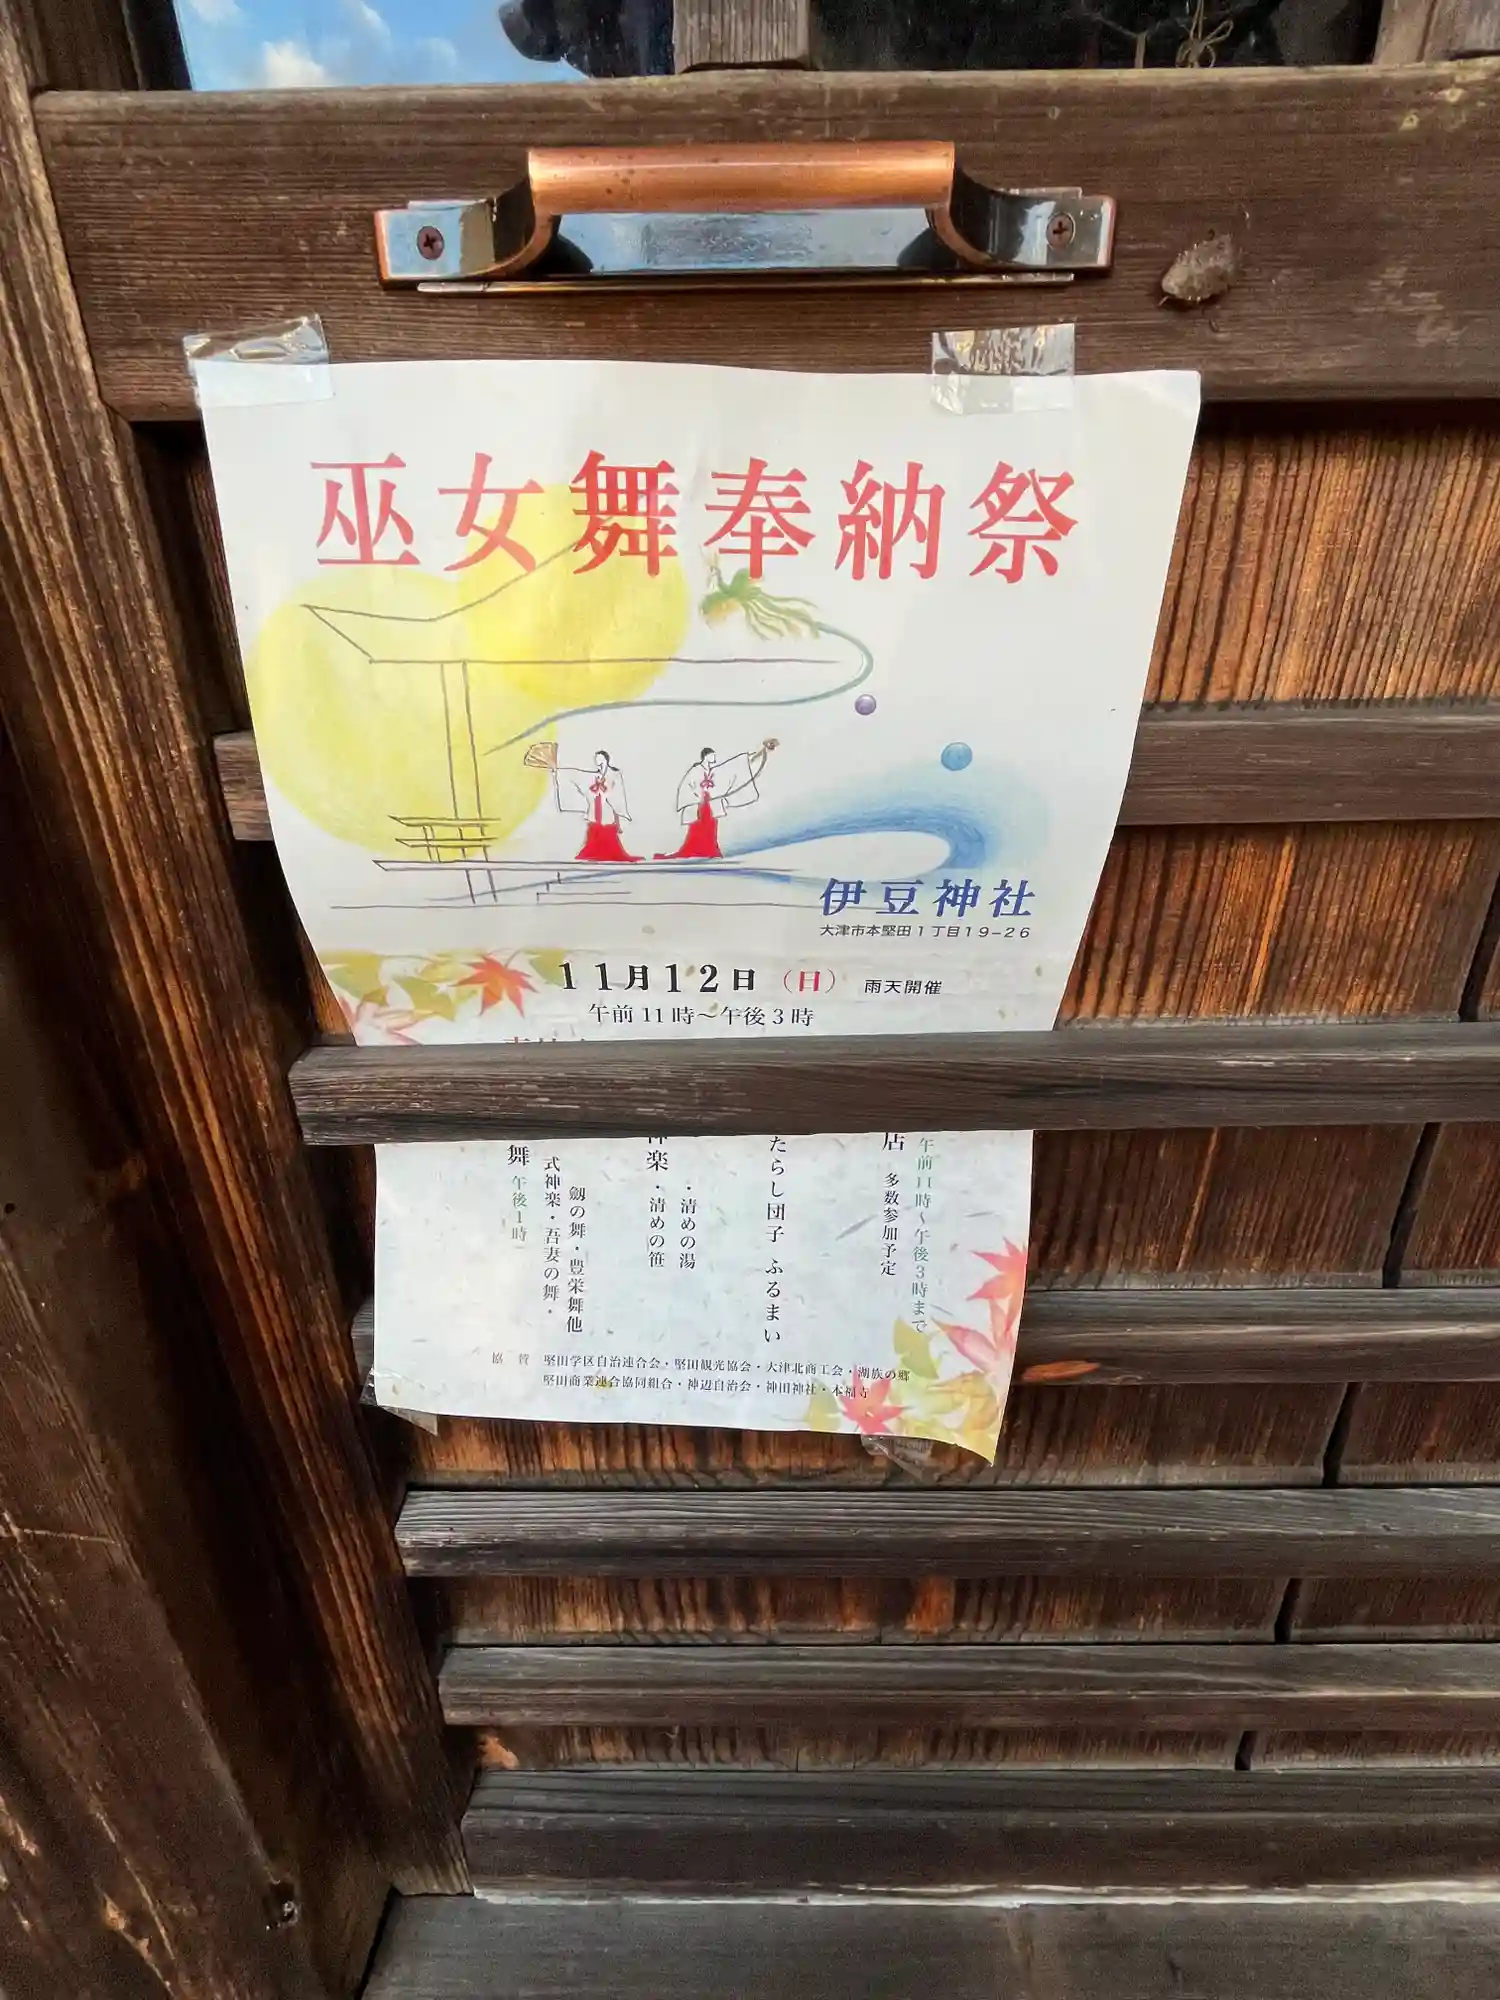 巫女舞奉納祭
伊豆神社
大津市本堅田1丁目19-26
11月12日(日) 雨天開催
午前11時〜午後3時
午前11時〜午後3時まで
店 多数参加予定
たらし団子 ふるまい
・清めの湯
神楽・清めの笹
剱の舞・豊栄舞他
式神楽・吾妻の舞・
舞 午後1時
協 賛 堅田学区自治連合会・堅田観光協会・大津北商工会・湖族の郷
堅田商業連合協同組合・神辺自治会・神田神社・本福寺